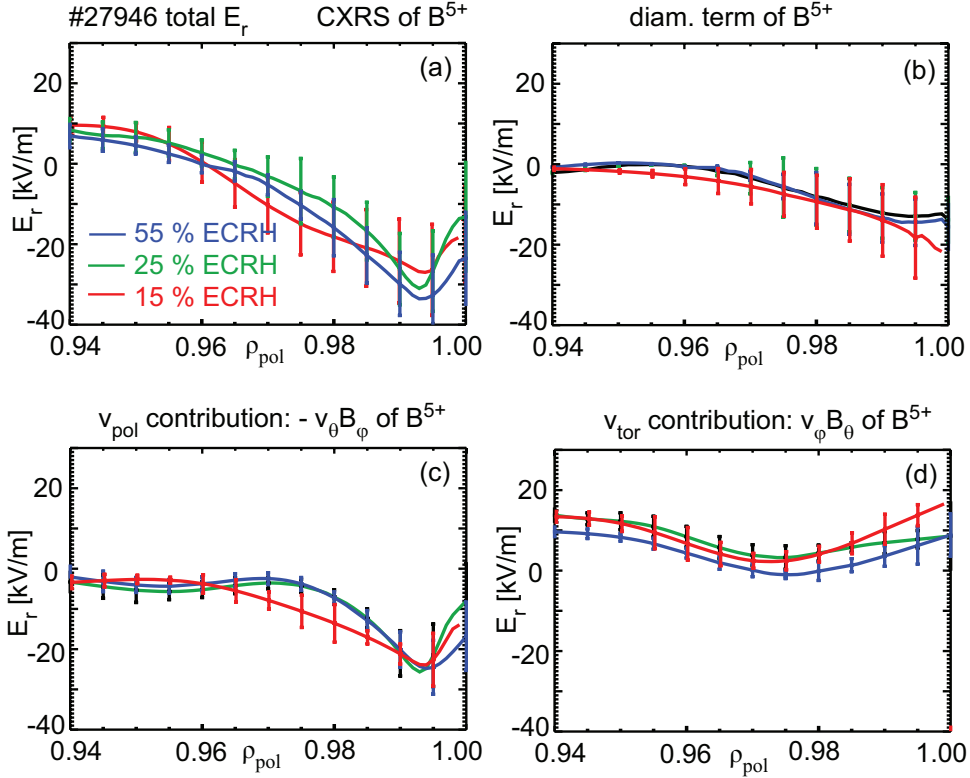 #27946 total E_r CXRS of B⁵⁺
(a)
E_r [kV/m]
20
0
-20
-40
55 % ECRH
25 % ECRH
15 % ECRH
0.94 0.96 0.98 1.00
ρ_pol
diam. term of B⁵⁺
(b)
E_r [kV/m]
20
0
-20
-40
0.94 0.96 0.98 1.00
ρ_pol
v_pol contribution: - v_θB_φ of B⁵⁺
(c)
E_r [kV/m]
20
0
-20
-40
0.94 0.96 0.98 1.00
ρ_pol
v_tor contribution: v_φB_θ of B⁵⁺
(d)
E_r [kV/m]
20
0
-20
-40
0.94 0.96 0.98 1.00
ρ_pol